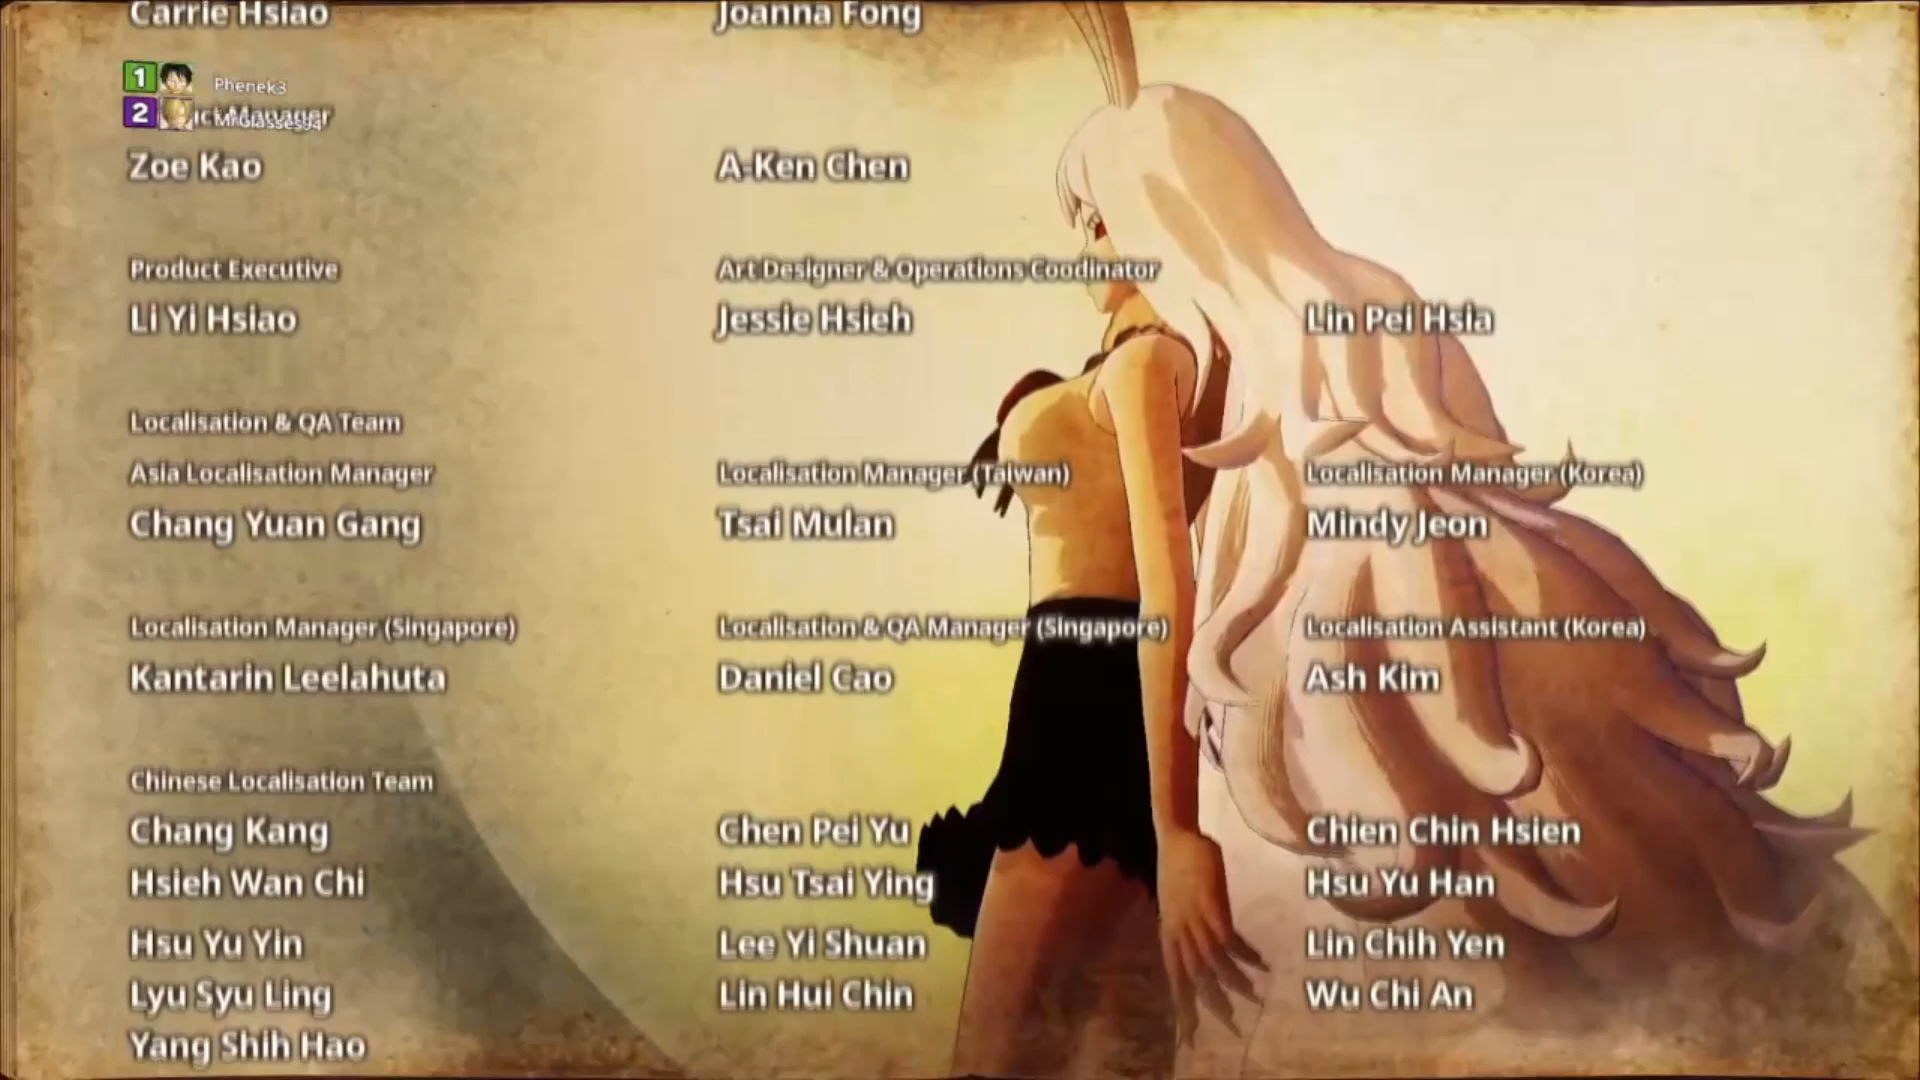 Carrie Hsiao
Joanna Fong
1 Phenek3
2 MrGlasses94
Manager
Zoe Kao
A-Ken Chen
Product Executive
Art Designer & Operations Coodinator
Li Yi Hsiao
Jessie Hsieh
Lin Pei Hsia
Localisation & QA Team
Asia Localisation Manager
Localisation Manager (Taiwan)
Localisation Manager (Korea)
Chang Yuan Gang
Tsai Mulan
Mindy Jeon
Localisation Manager (Singapore)
Localisation & QA Manager (Singapore)
Localisation Assistant (Korea)
Kantarin Leelahuta
Daniel Cao
Ash Kim
Chinese Localisation Team
Chang Kang
Chen Pei Yu
Chien Chin Hsien
Hsieh Wan Chi
Hsu Tsai Ying
Hsu Yu Han
Hsu Yu Yin
Lee Yi Shuan
Lin Chih Yen
Lyu Syu Ling
Lin Hui Chin
Wu Chi An
Yang Shih Hao